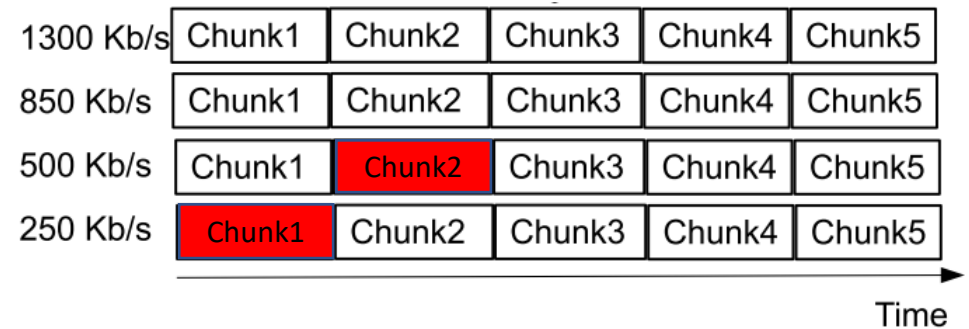 1300 Kb/s Chunk1 Chunk2 Chunk3 Chunk4 Chunk5
850 Kb/s Chunk1 Chunk2 Chunk3 Chunk4 Chunk5
500 Kb/s Chunk1 Chunk2 Chunk3 Chunk4 Chunk5
250 Kb/s Chunk1 Chunk2 Chunk3 Chunk4 Chunk5
Time